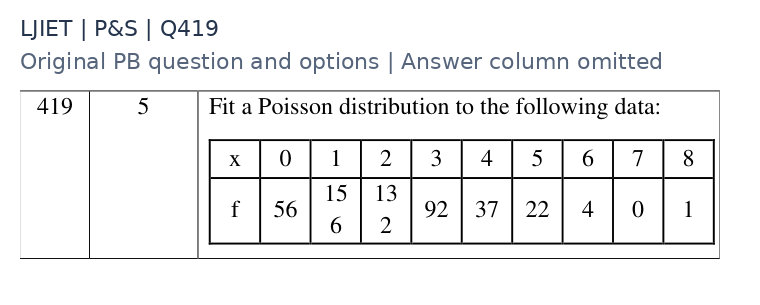 LJIET | P&S | Q419
Original PB question and options | Answer column omitted
419 5 Fit a Poisson distribution to the following data:
x 0 1 2 3 4 5 6 7 8
f 56 15 13 92 37 22 4 0 1
6 2